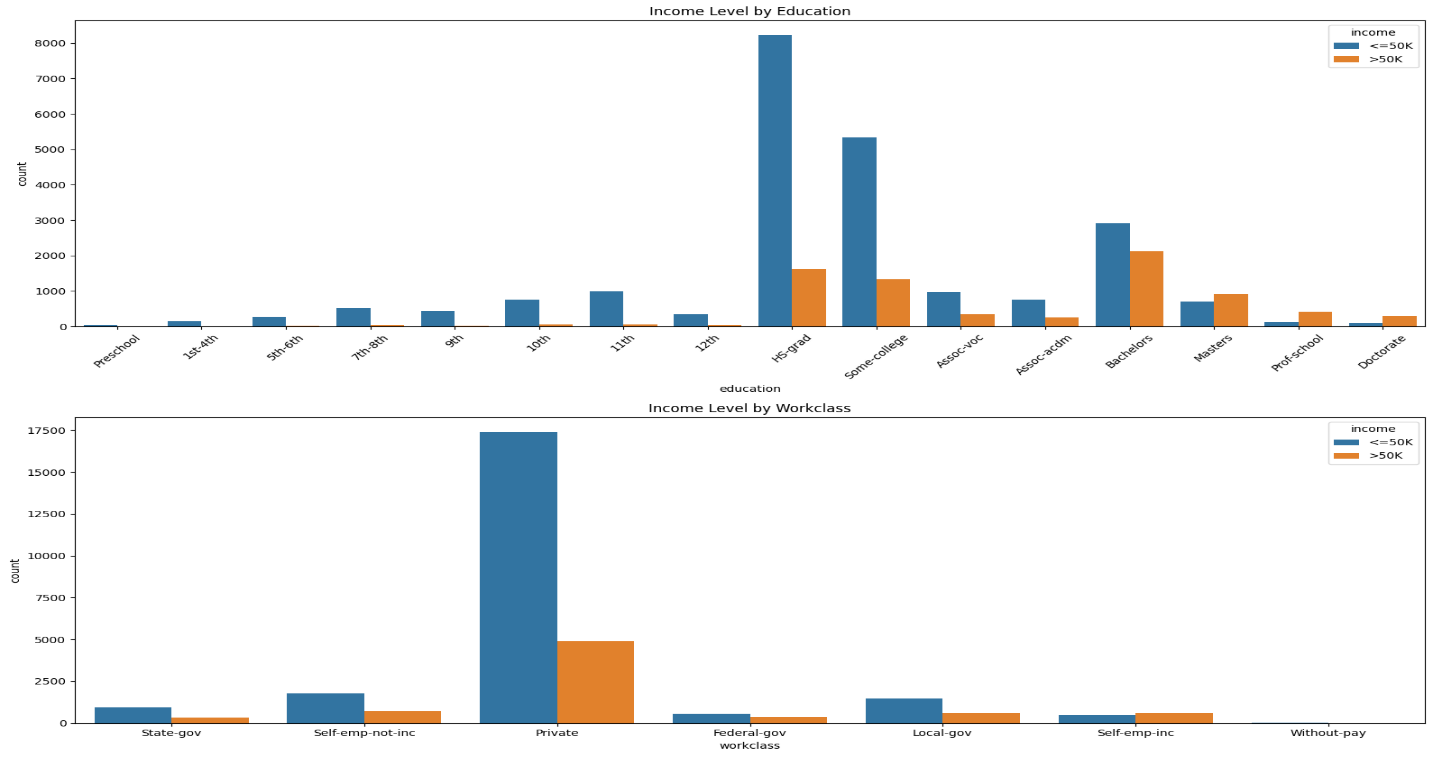 Income Level by Education
income
<=50K
>50K
8000
7000
6000
5000
4000
3000
2000
1000
0
count
Preschool
1st-4th
5th-6th
7th-8th
9th
10th
11th
12th
HS-grad
Some-college
Assoc-voc
Assoc-acdm
Bachelors
Masters
Prof-school
Doctorate
education
Income Level by Workclass
income
<=50K
>50K
17500
15000
12500
10000
7500
5000
2500
0
count
State-gov
Self-emp-not-inc
Private
Federal-gov
Local-gov
Self-emp-inc
Without-pay
workclass